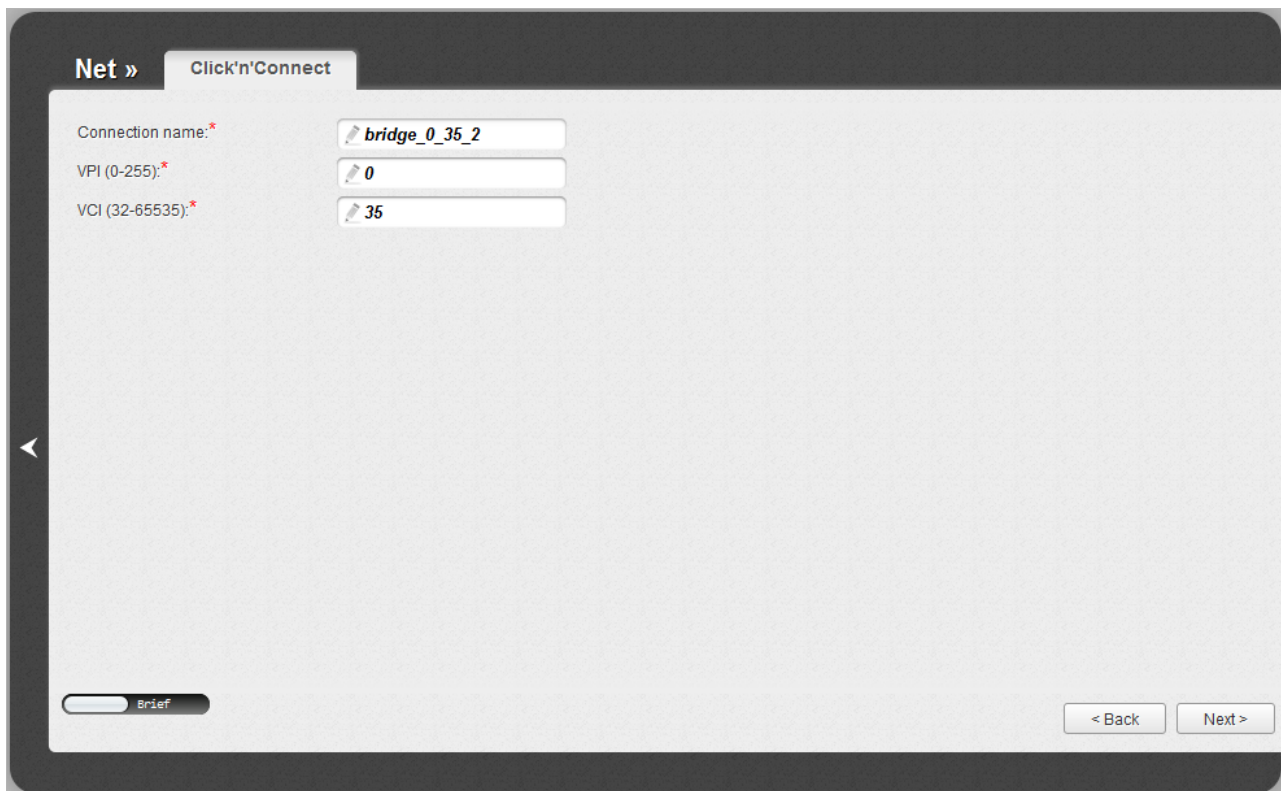 Net » Click'n'Connect
Connection name:* bridge_0_35_2
VPI (0-255):* 0
VCI (32-65535):* 35
Brief
< Back Next >